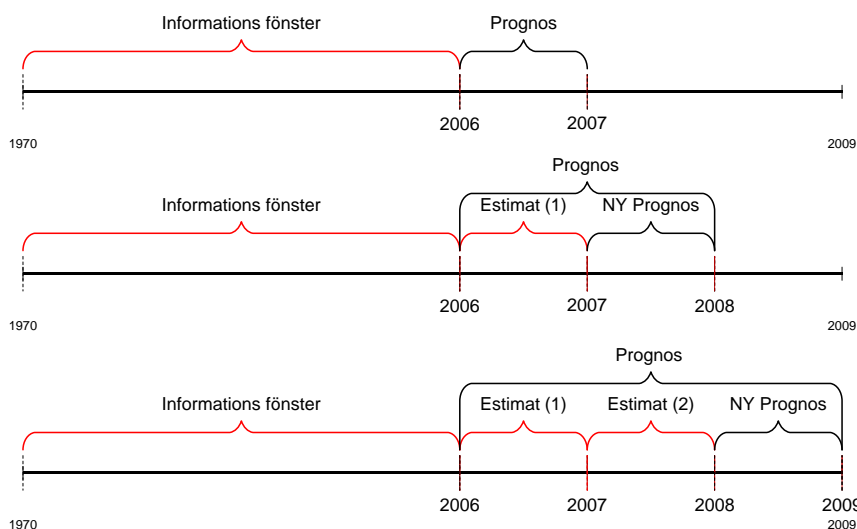 Informations fönster Prognos
2006 2007
1970 2009
Prognos
Informations fönster Estimat (1) NY Prognos
2006 2007 2008
1970 2009
Prognos
Informations fönster Estimat (1) Estimat (2) NY Prognos
2006 2007 2008 2009
1970 2009